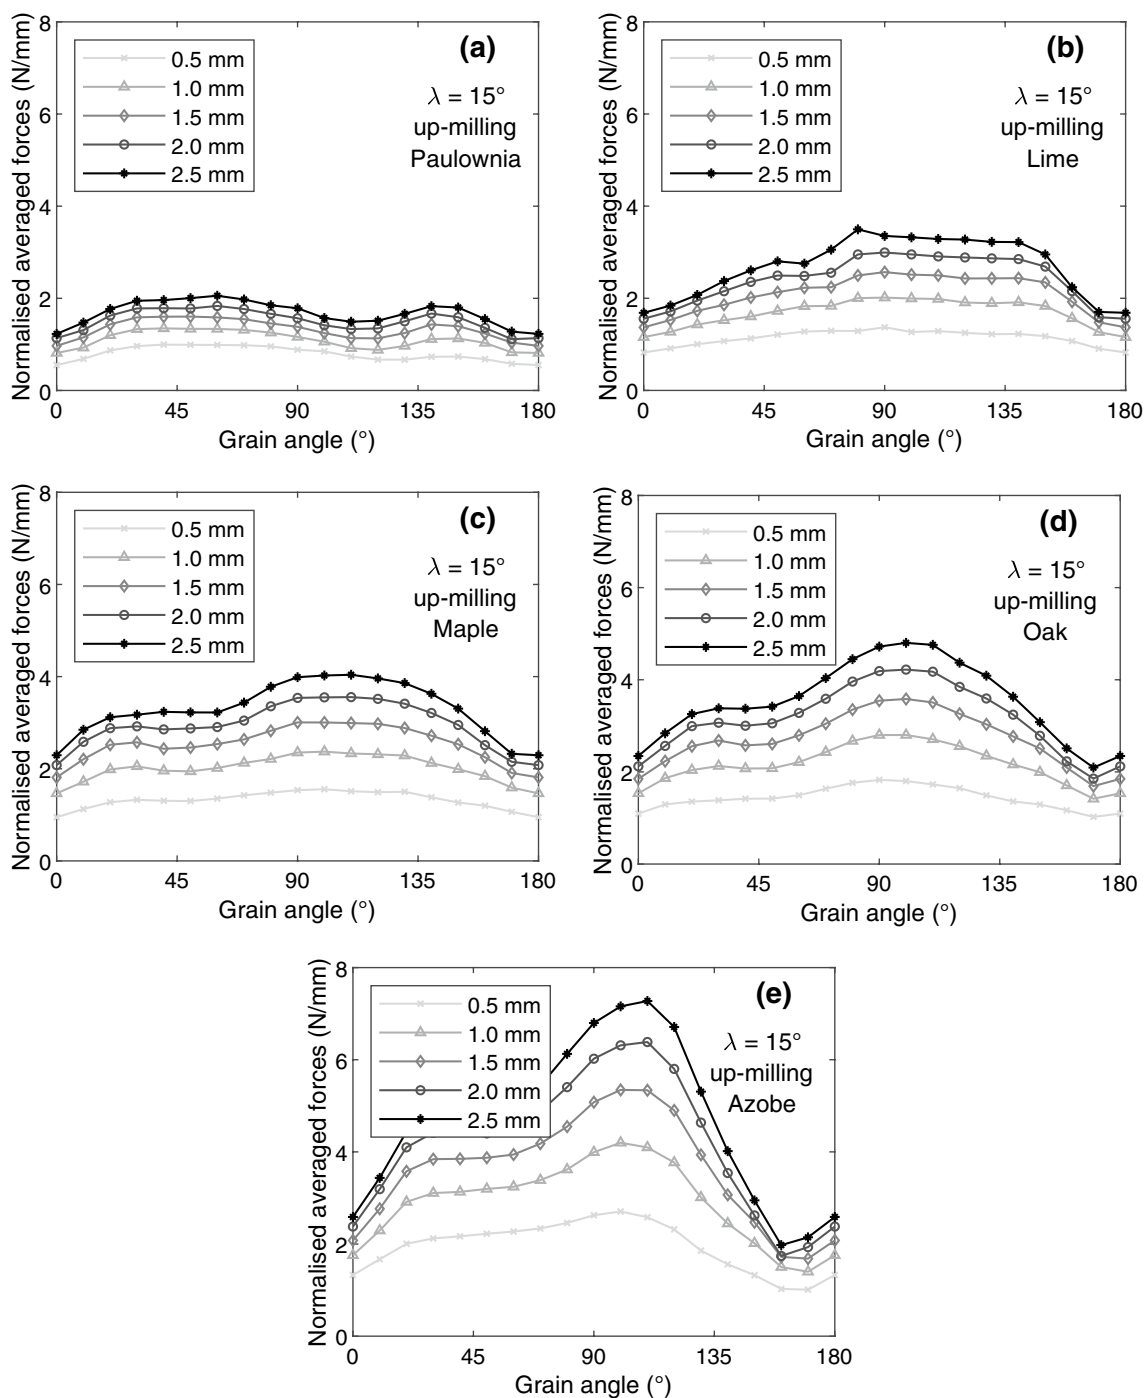 Normalised averaged forces (N/mm)
8
6
4
2
0
0.5 mm
1.0 mm
1.5 mm
2.0 mm
2.5 mm
(a)
λ = 15°
up-milling
Paulownia
0 45 90 135 180
Grain angle (°)
Normalised averaged forces (N/mm)
8
6
4
2
0
0.5 mm
1.0 mm
1.5 mm
2.0 mm
2.5 mm
(b)
λ = 15°
up-milling
Lime
0 45 90 135 180
Grain angle (°)
Normalised averaged forces (N/mm)
8
6
4
2
0
0.5 mm
1.0 mm
1.5 mm
2.0 mm
2.5 mm
(c)
λ = 15°
up-milling
Maple
0 45 90 135 180
Grain angle (°)
Normalised averaged forces (N/mm)
8
6
4
2
0
0.5 mm
1.0 mm
1.5 mm
2.0 mm
2.5 mm
(d)
λ = 15°
up-milling
Oak
0 45 90 135 180
Grain angle (°)
Normalised averaged forces (N/mm)
8
6
4
2
0
0.5 mm
1.0 mm
1.5 mm
2.0 mm
2.5 mm
(e)
λ = 15°
up-milling
Azobe
0 45 90 135 180
Grain angle (°)